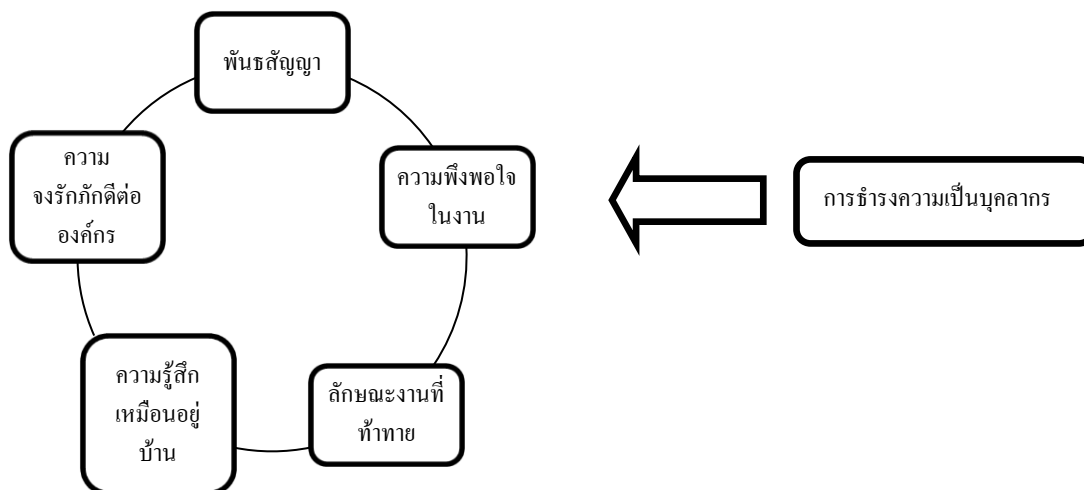 พันธสัญญา
ความ
จงรักภักดีต่อ
องค์กร
ความพึงพอใจ
ในงาน
การธำรงความเป็นบุคลากร
ความรู้สึก
เหมือนอยู่
บ้าน
ลักษณะงานที่
ท้าทาย